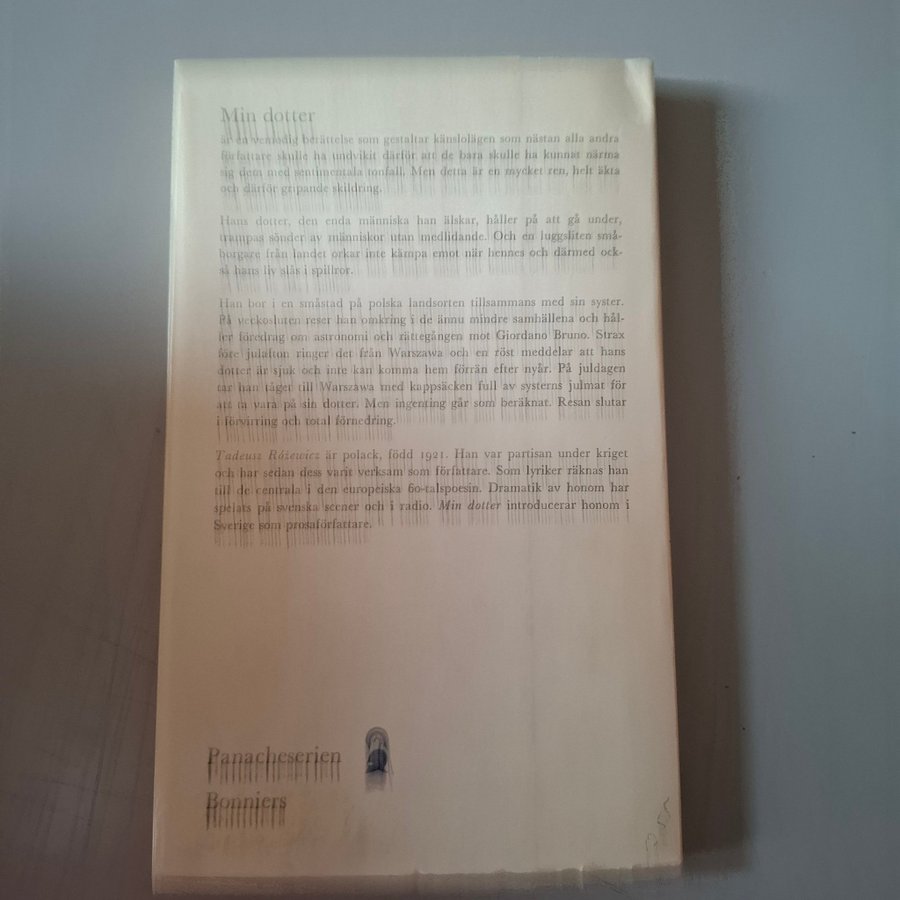 Min dotter
är en vemodig berättelse som gestaltar känslolägen som nästan alla andra
författare skulle ha undvikit därför att de bara skulle ha kunnat närma
sig dem med sentimentala tonfall. Men detta är en mycket ren, helt äkta
och därför gripande skildring.
Hans dotter, den enda människa han älskar, håller på att gå under,
trampas sönder av människor utan medlidande. Och en luggsliten små-
borgare från landet orkar inte kämpa emot när hennes och därmed ock-
så hans liv slås i spillror.
Han bor i en småstad på polska landsorten tillsammans med sin syster.
På veckosluten reser han omkring i de ännu mindre samhällena och hål-
ler föredrag om astronomi och rättegången mot Giordano Bruno. Strax
före julafton ringer det från Warszawa och en röst meddelar att hans
dotter är sjuk och inte kan komma hem förrän efter nyår. På juldagen
tar han tåget till Warszawa med kappsäcken full av systerns julmat för
att ta vara på sin dotter. Men ingenting går som beräknat. Resan slutar
i förvirring och total förnedring.
Tadeusz Różewicz är polack, född 1921. Han var partisan under kriget
och har sedan dess varit verksam som författare. Som lyriker räknas han
till de centrala i den europeiska 60-talspoesin. Dramatik av honom har
spelats på svenska scener och i radio. Min dotter introducerar honom i
Sverige som prosaförfattare.
Panacheserien
Bonniers